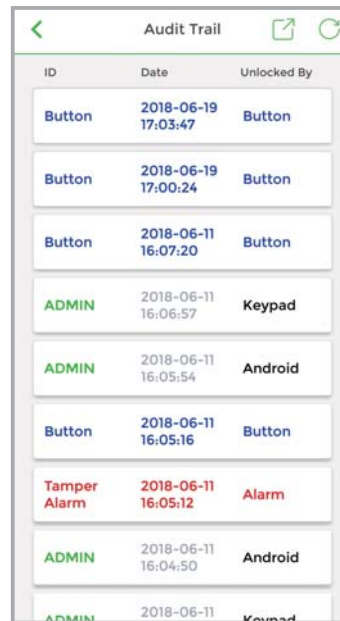 Audit Trail
ID Date Unlocked By
Button 2018-06-19 17:03:47 Button
Button 2018-06-19 17:00:24 Button
Button 2018-06-11 16:07:20 Button
ADMIN 2018-06-11 16:06:57 Keypad
ADMIN 2018-06-11 16:05:54 Android
Button 2018-06-11 16:05:16 Button
Tamper Alarm 2018-06-11 16:05:12 Alarm
ADMIN 2018-06-11 16:04:50 Android
ADMIN 2018-06-11 Keypad